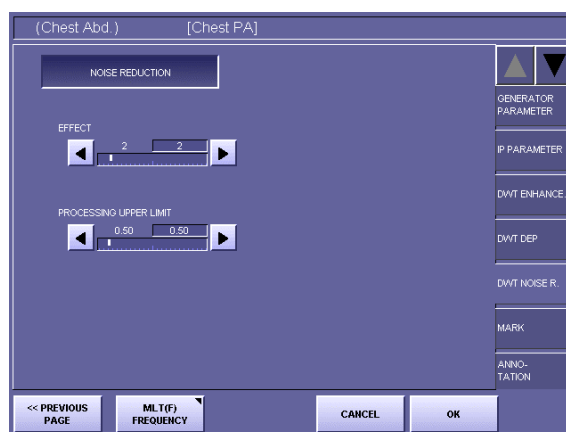 (Chest Abd.) [Chest PA]
NOISE REDUCTION
EFFECT
2 2
PROCESSING UPPER LIMIT
0.50 0.50
GENERATOR
PARAMETER
IP PARAMETER
DWT ENHANCE.
DWT DEP
DWT NOISE R.
MARK
ANNO-
TATION
<< PREVIOUS
PAGE
MLT(F)
FREQUENCY
CANCEL
OK